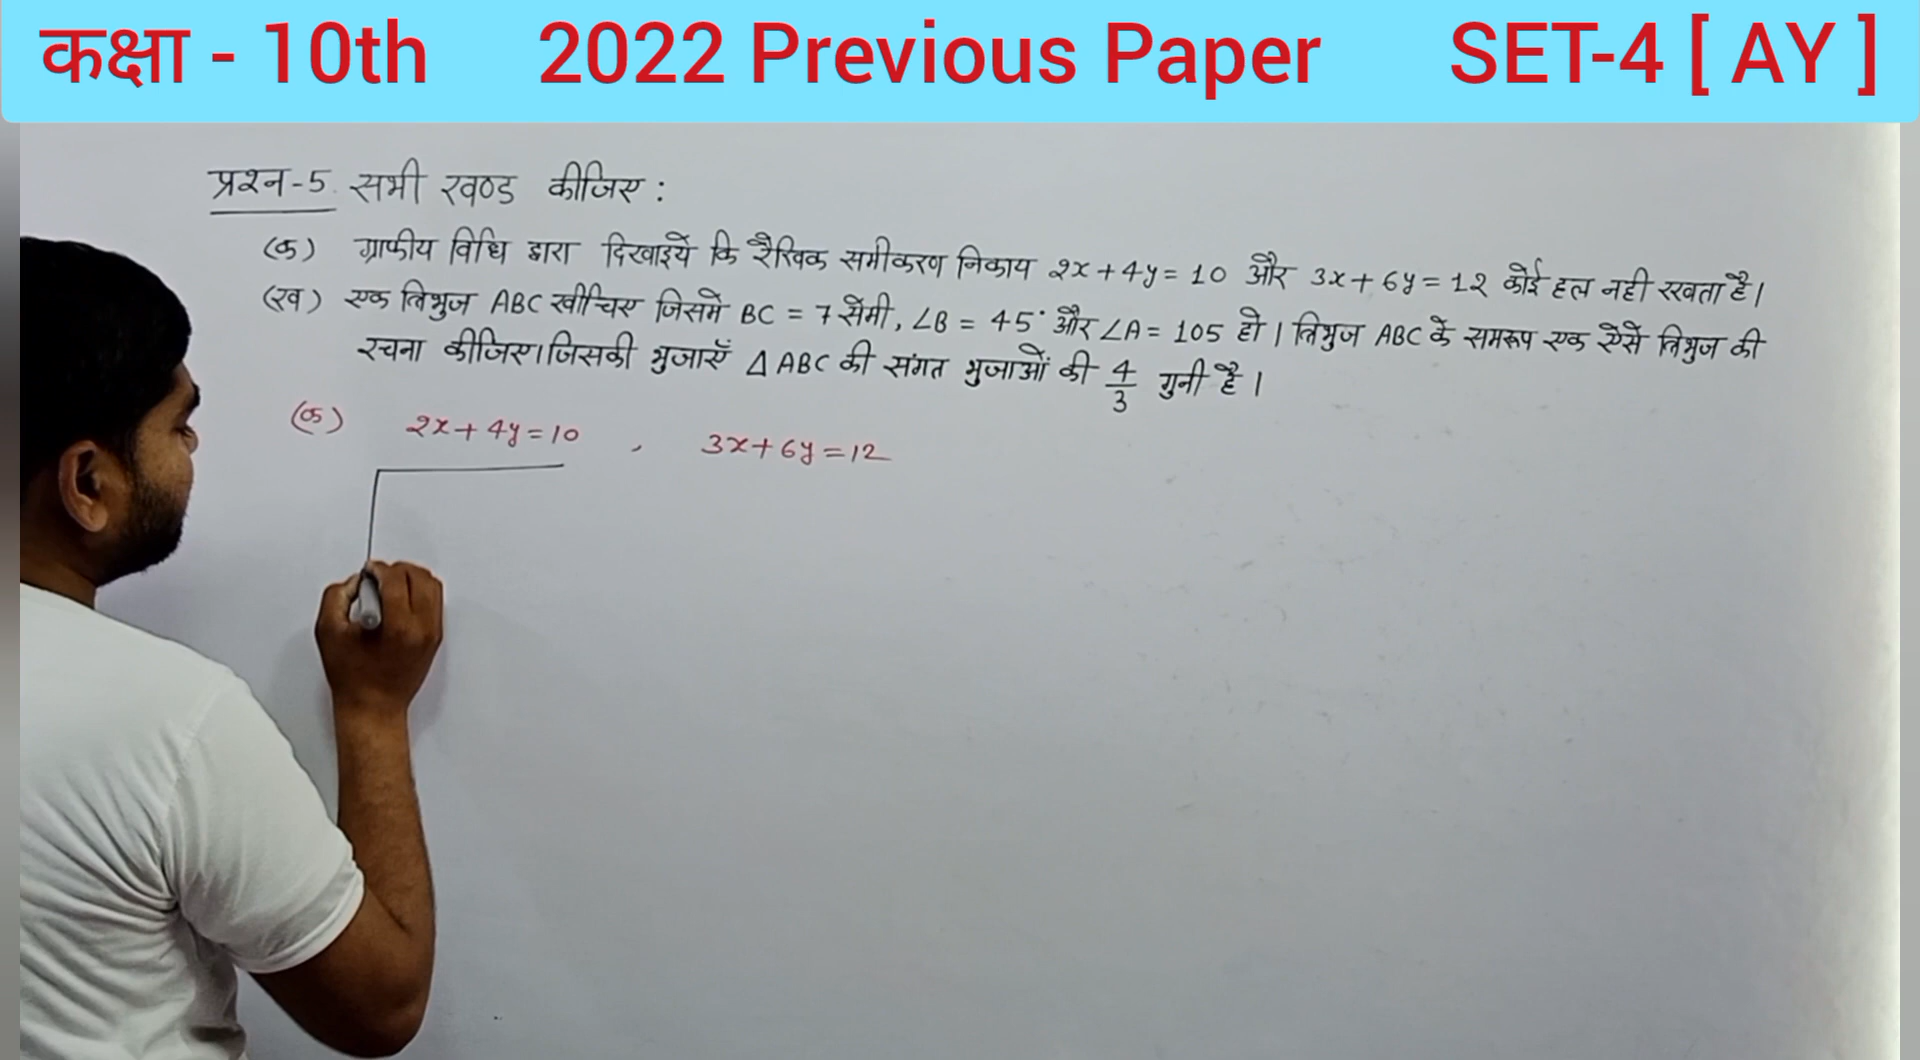 कक्षा - 10th 2022 Previous Paper SET-4 [ AY ]
प्रश्न-5. सभी खण्ड कीजिए :
(क) ग्राफीय विधि द्वारा दिखाइये कि रैखिक समीकरण निकाय 2x + 4y = 10 और 3x + 6y = 12 कोई हल नही रखता है।
(ख) एक त्रिभुज ABC खींचिए जिसमें BC = 7 सेमी, ∠B = 45° और ∠A = 105 हो। त्रिभुज ABC के समरूप एक ऐसे त्रिभुज की
रचना कीजिए। जिसकी भुजाएँ Δ ABC की संगत भुजाओं की 4/3 गुनी है।
(क) 2x + 4y = 10 , 3x + 6y = 12